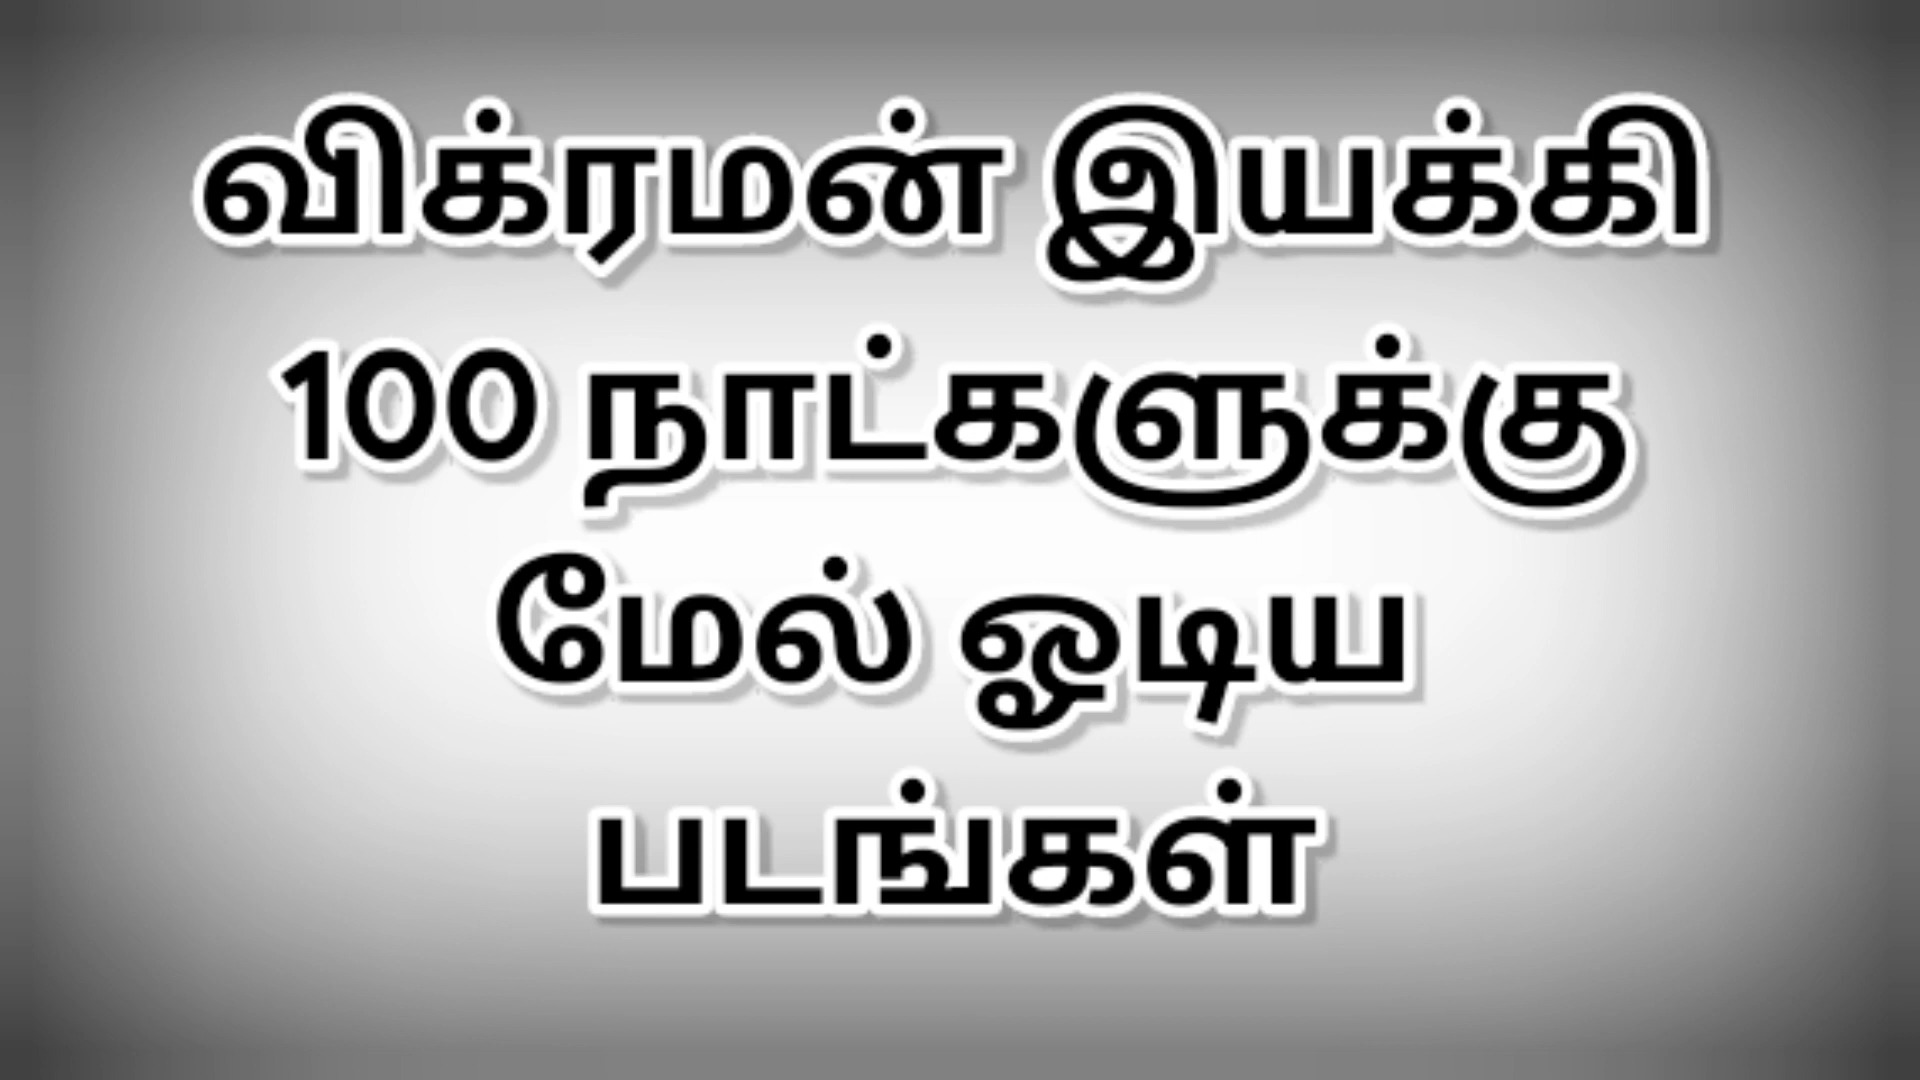 விக்ரமன் இயக்கி
100 நாட்களுக்கு
மேல் ஓடிய
படங்கள்